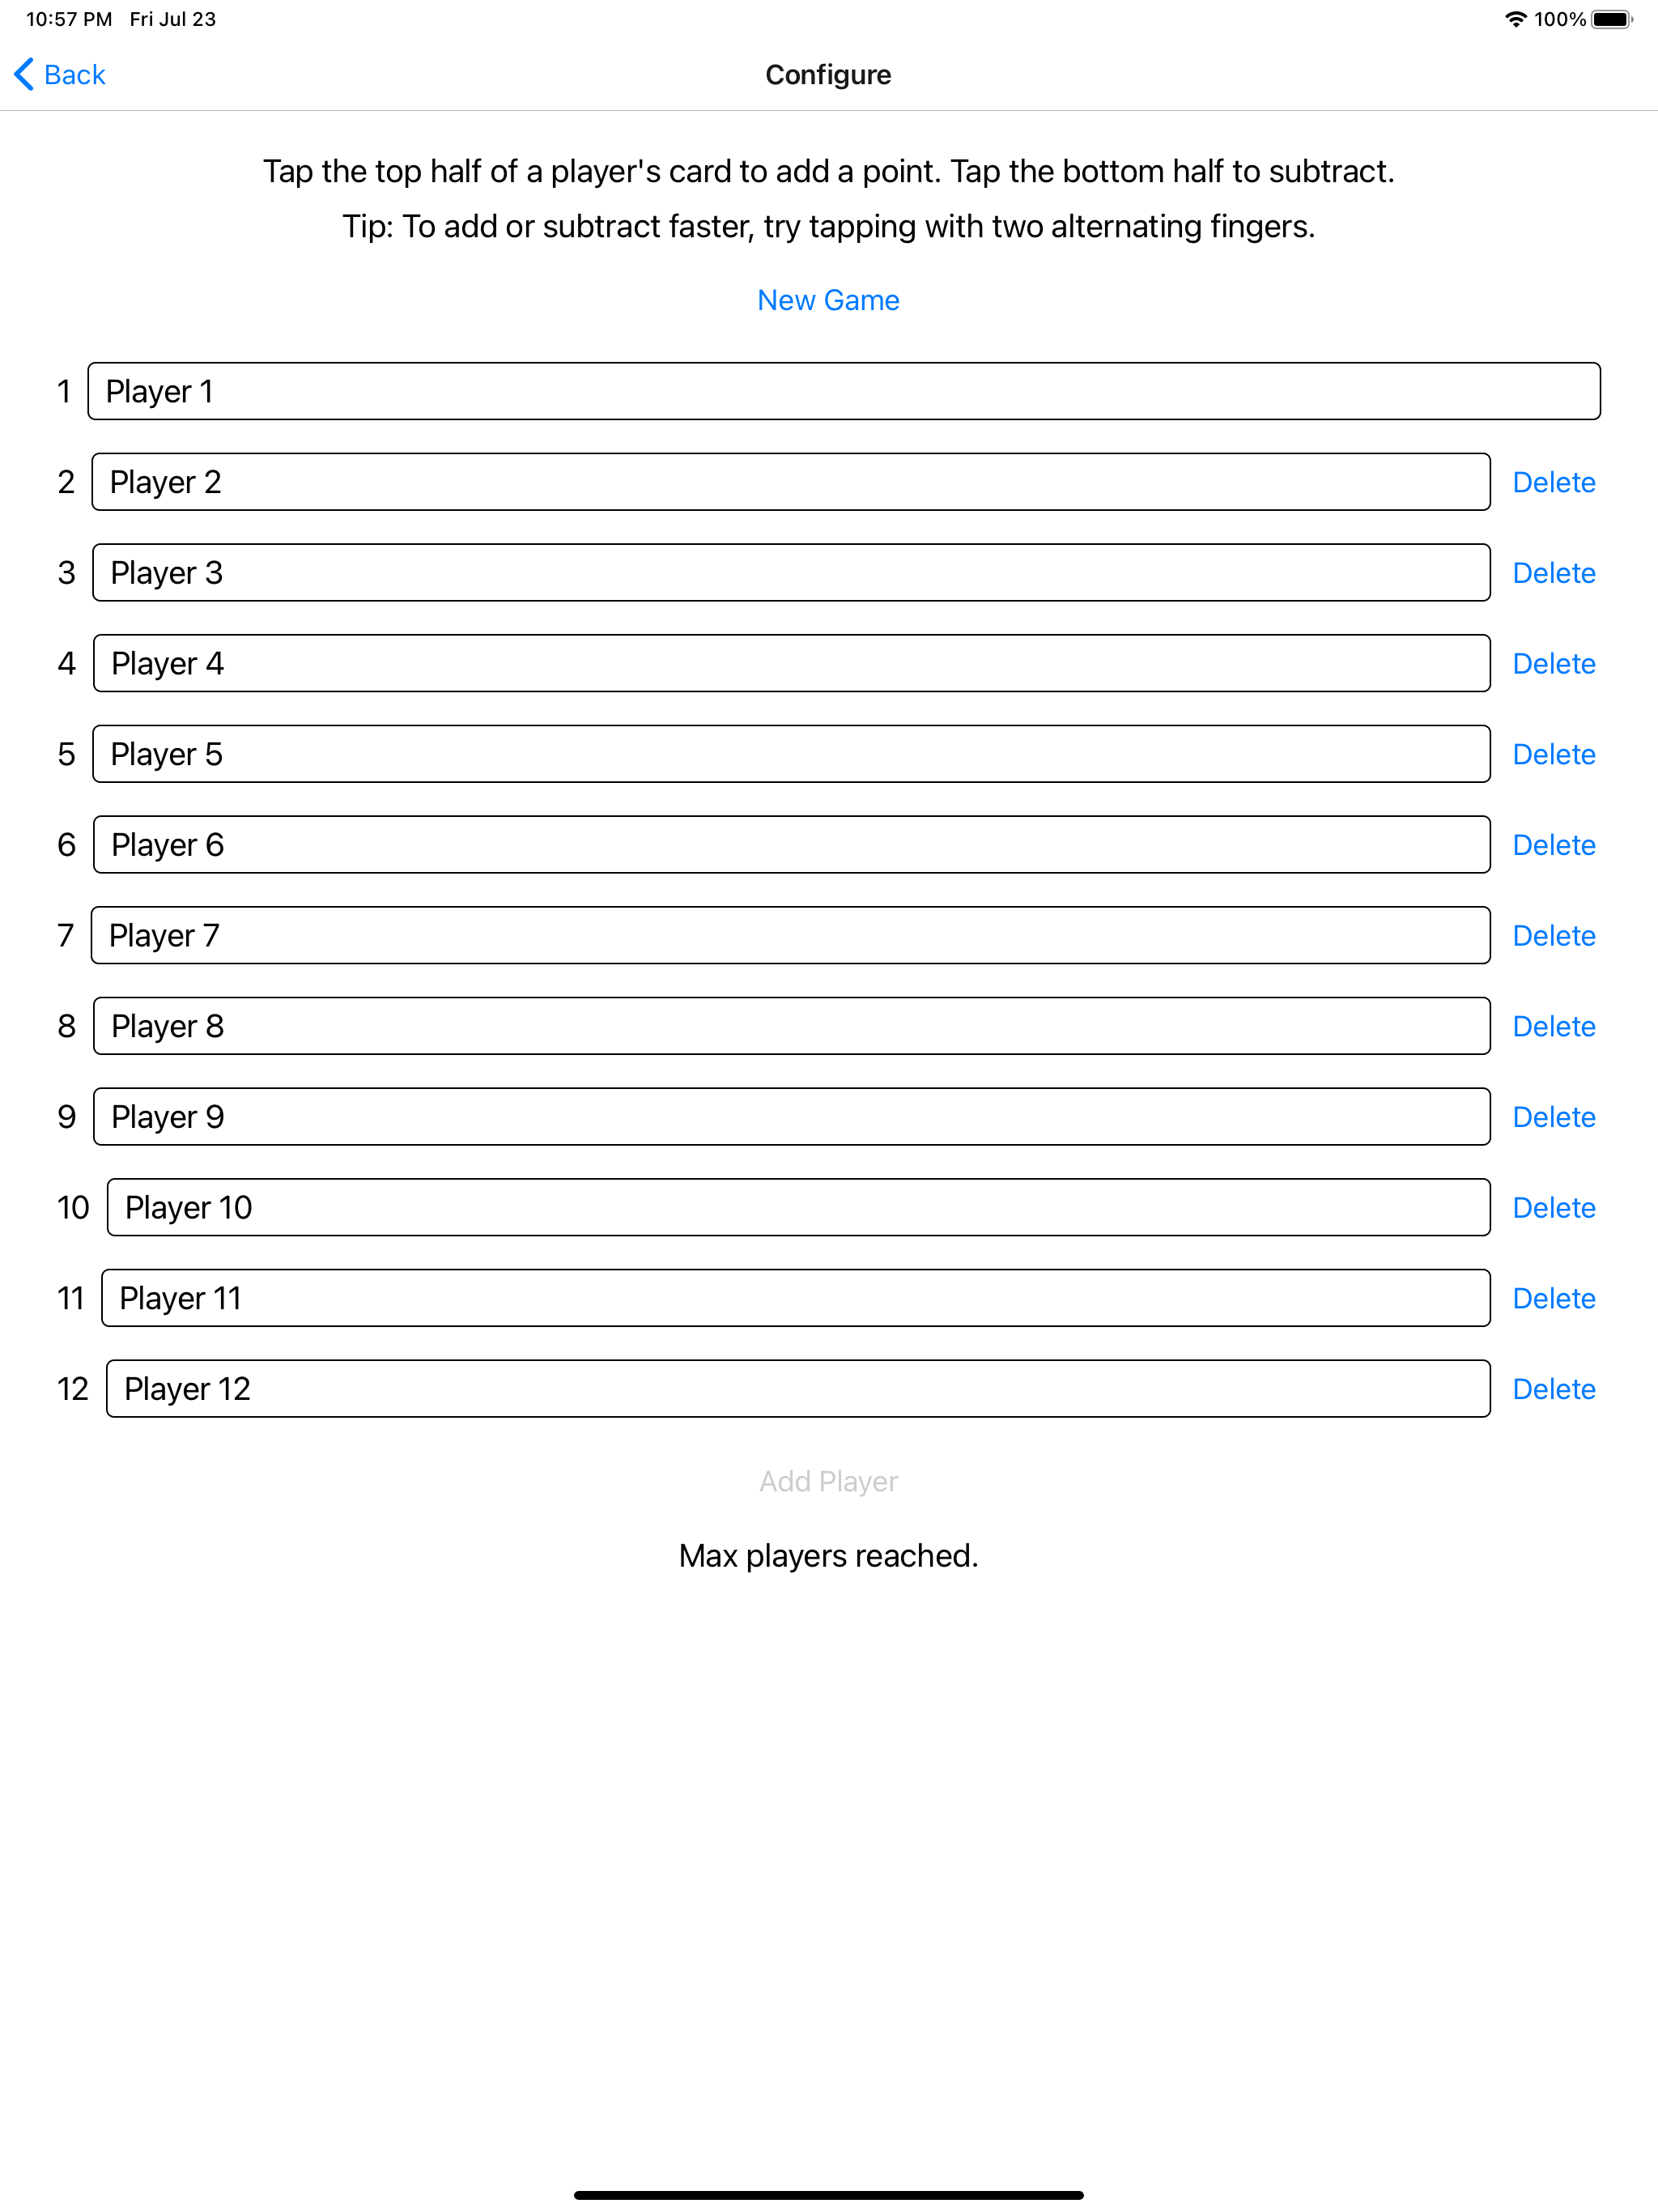 10:57 PM Fri Jul 23 100%
Back Configure
Tap the top half of a player's card to add a point. Tap the bottom half to subtract.
Tip: To add or subtract faster, try tapping with two alternating fingers.
New Game
1 Player 1
2 Player 2 Delete
3 Player 3 Delete
4 Player 4 Delete
5 Player 5 Delete
6 Player 6 Delete
7 Player 7 Delete
8 Player 8 Delete
9 Player 9 Delete
10 Player 10 Delete
11 Player 11 Delete
12 Player 12 Delete
Add Player
Max players reached.